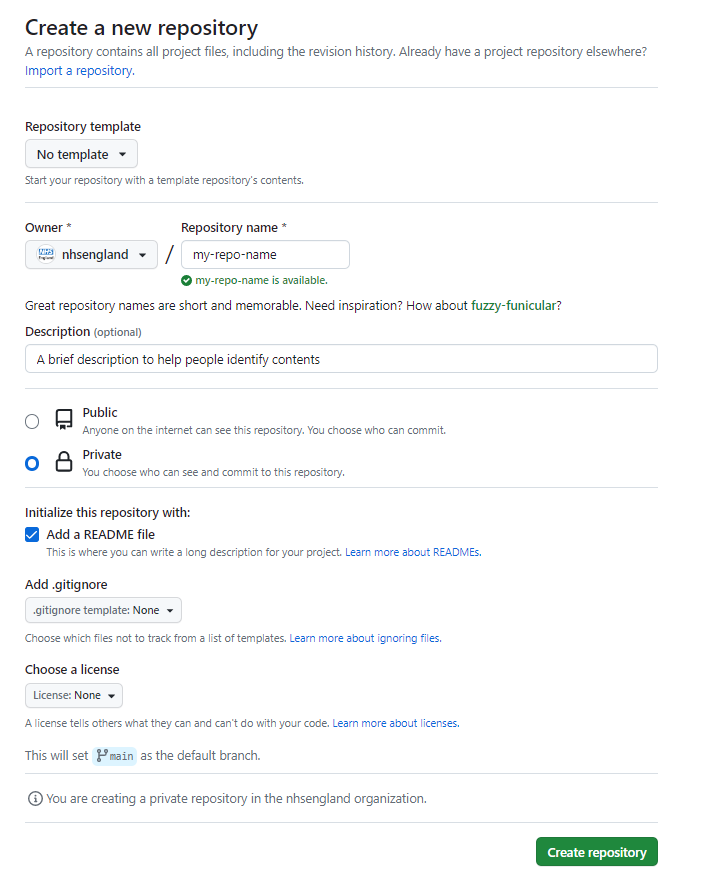 Create a new repository
A repository contains all project files, including the revision history. Already have a project repository elsewhere?
Import a repository.
Repository template
No template
Start your repository with a template repository's contents.
Owner *
Repository name *
NHS
England
nhsengland
/
my-repo-name
my-repo-name is available.
Great repository names are short and memorable. Need inspiration? How about fuzzy-funicular?
Description (optional)
A brief description to help people identify contents
Public
Anyone on the internet can see this repository. You choose who can commit.
Private
You choose who can see and commit to this repository.
Initialize this repository with:
Add a README file
This is where you can write a long description for your project. Learn more about READMEs.
Add .gitignore
.gitignore template: None
Choose which files not to track from a list of templates. Learn more about ignoring files.
Choose a license
License: None
A license tells others what they can and can't do with your code. Learn more about licenses.
This will set main as the default branch.
You are creating a private repository in the nhsengland organization.
Create repository